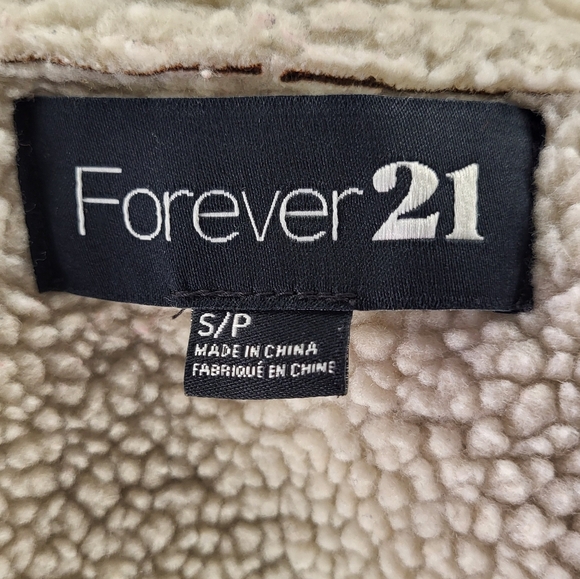 Forever 21
S/P
MADE IN CHINA
FABRIQUÉ EN CHINE